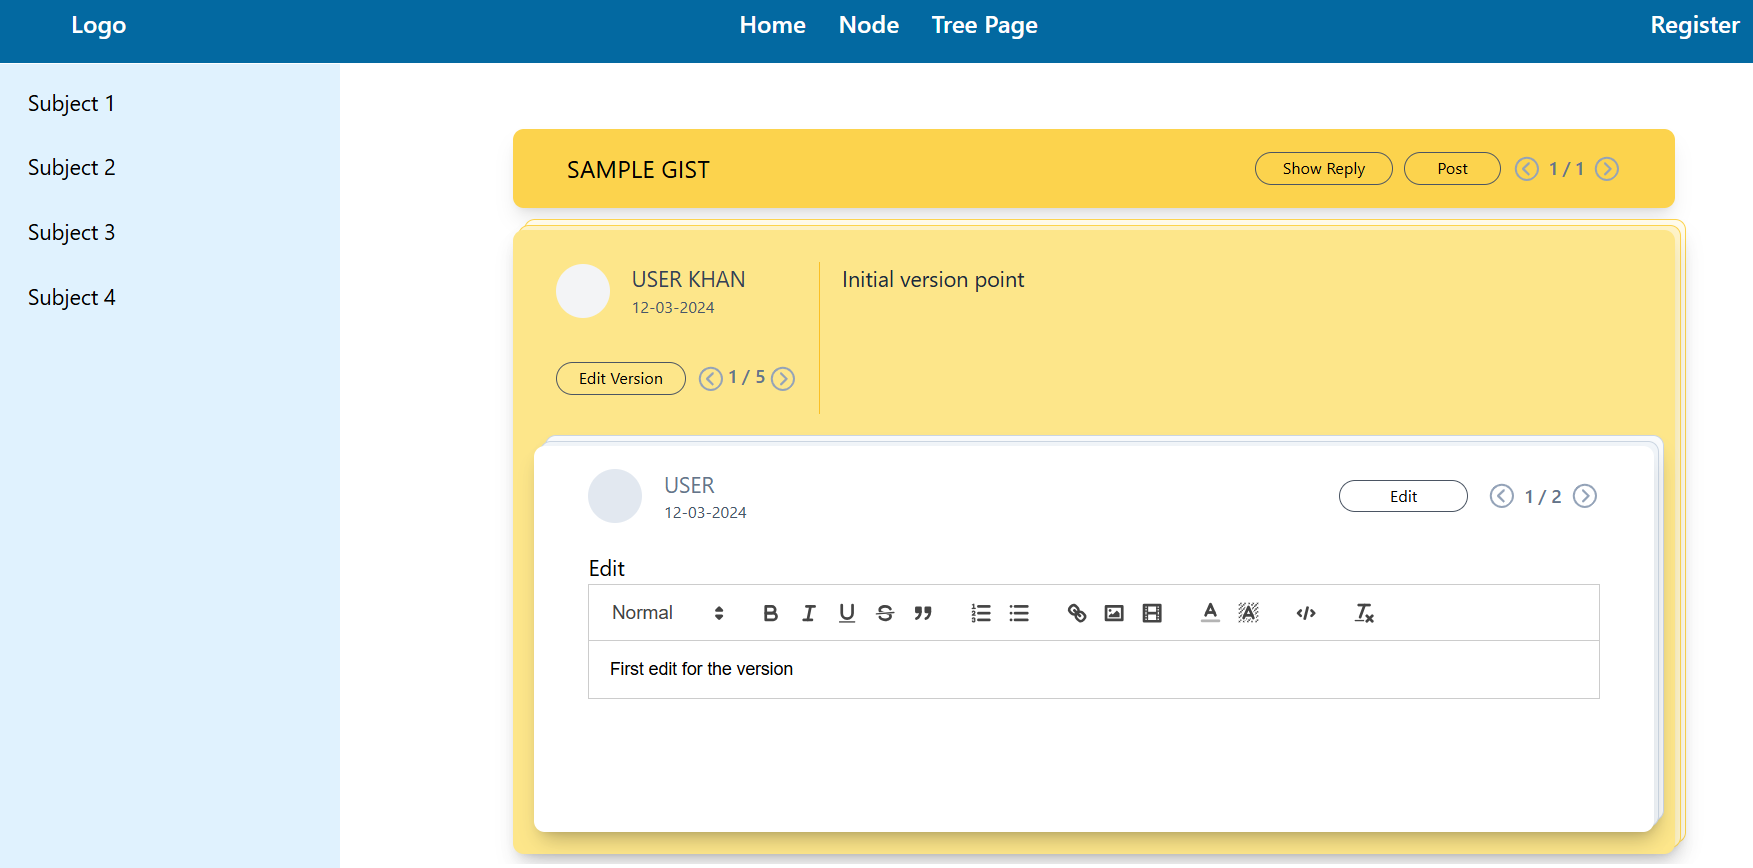 Logo Home Node Tree Page Register
Subject 1
Subject 2
Subject 3
Subject 4
SAMPLE GIST Show Reply Post 1 / 1
USER KHAN
12-03-2024
Initial version point
Edit Version 1 / 5
USER
12-03-2024
Edit 1 / 2
Edit
Normal
First edit for the version